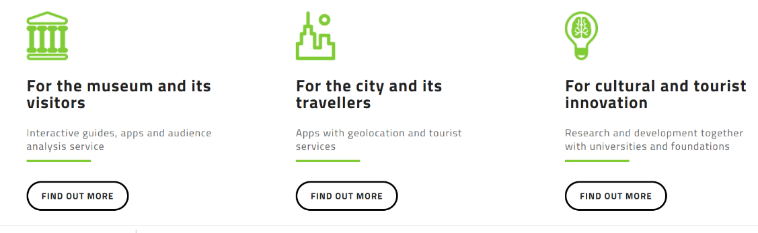 For the museum and its
visitors
Interactive guides, apps and audience
analysis service
FIND OUT MORE
For the city and its
travellers
Apps with geolocation and tourist
services
FIND OUT MORE
For cultural and tourist
innovation
Research and development together
with universities and foundations
FIND OUT MORE